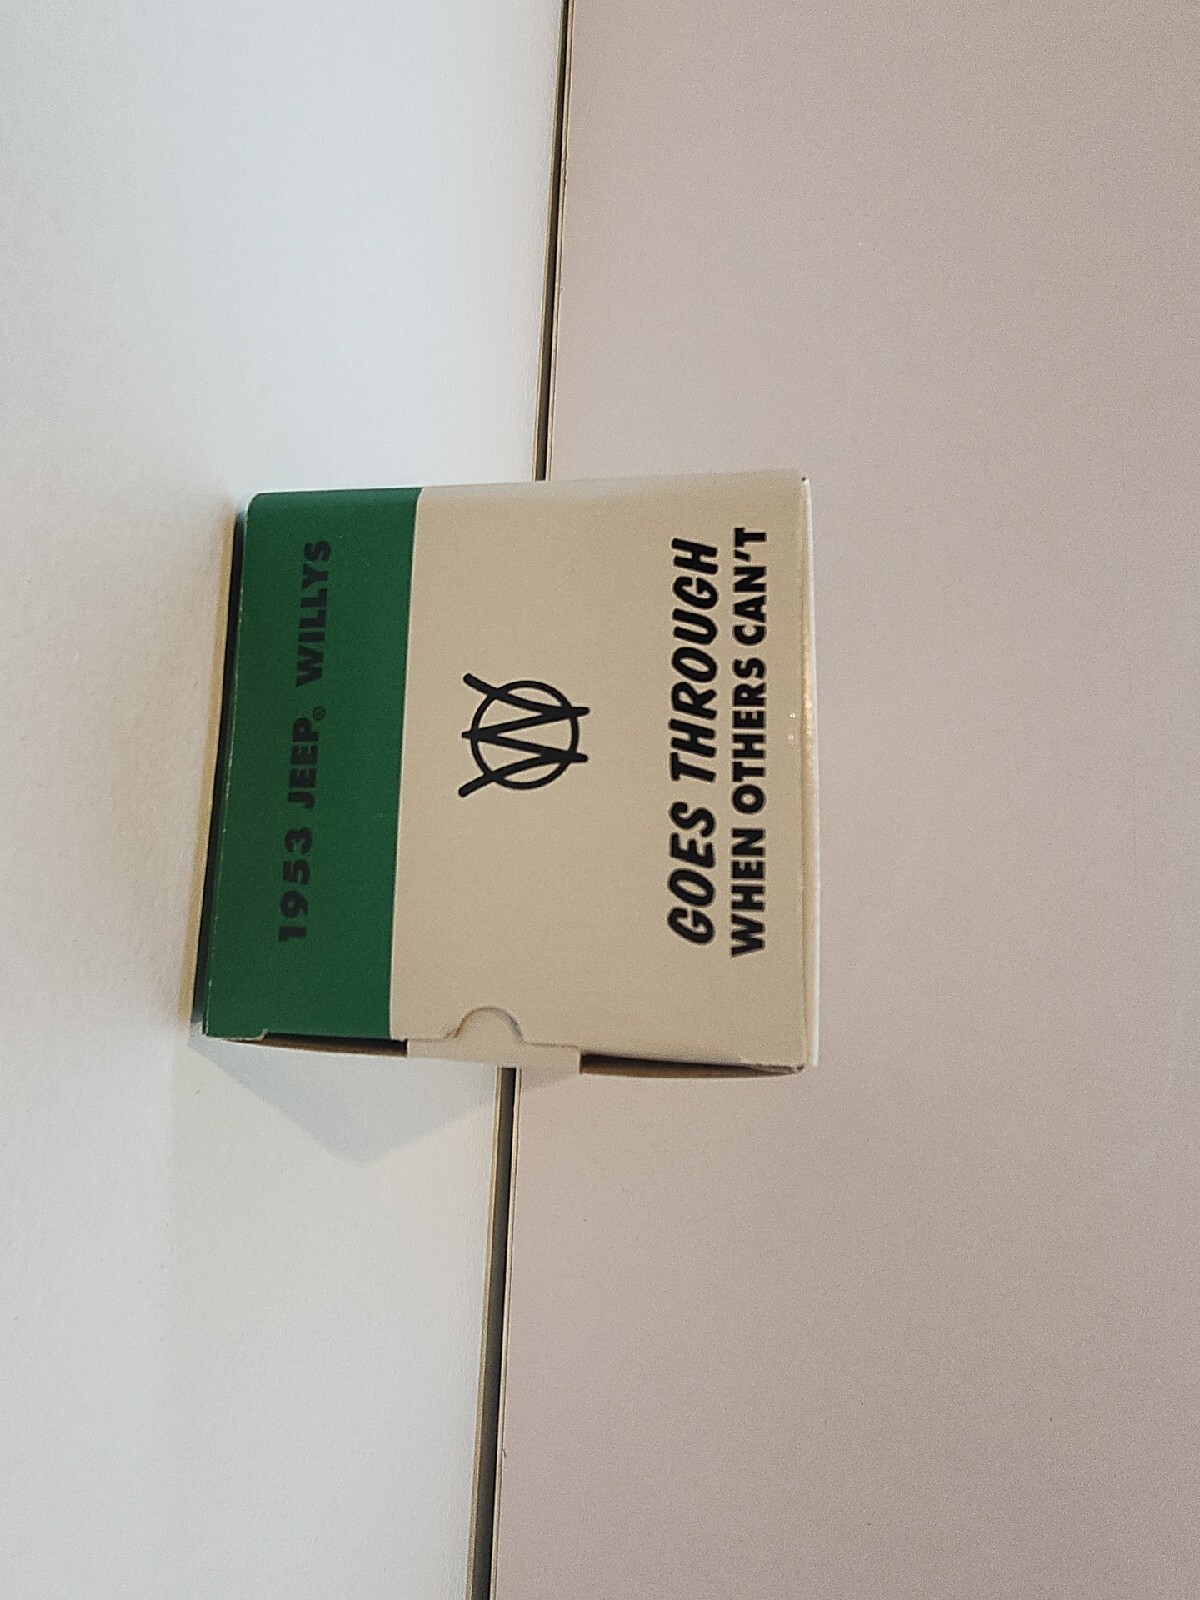 1953 JEEP® WILLYS
W
GOES THROUGH
WHEN OTHERS CAN'T